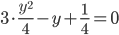 3 · y²/4 − y + 1/4 = 0